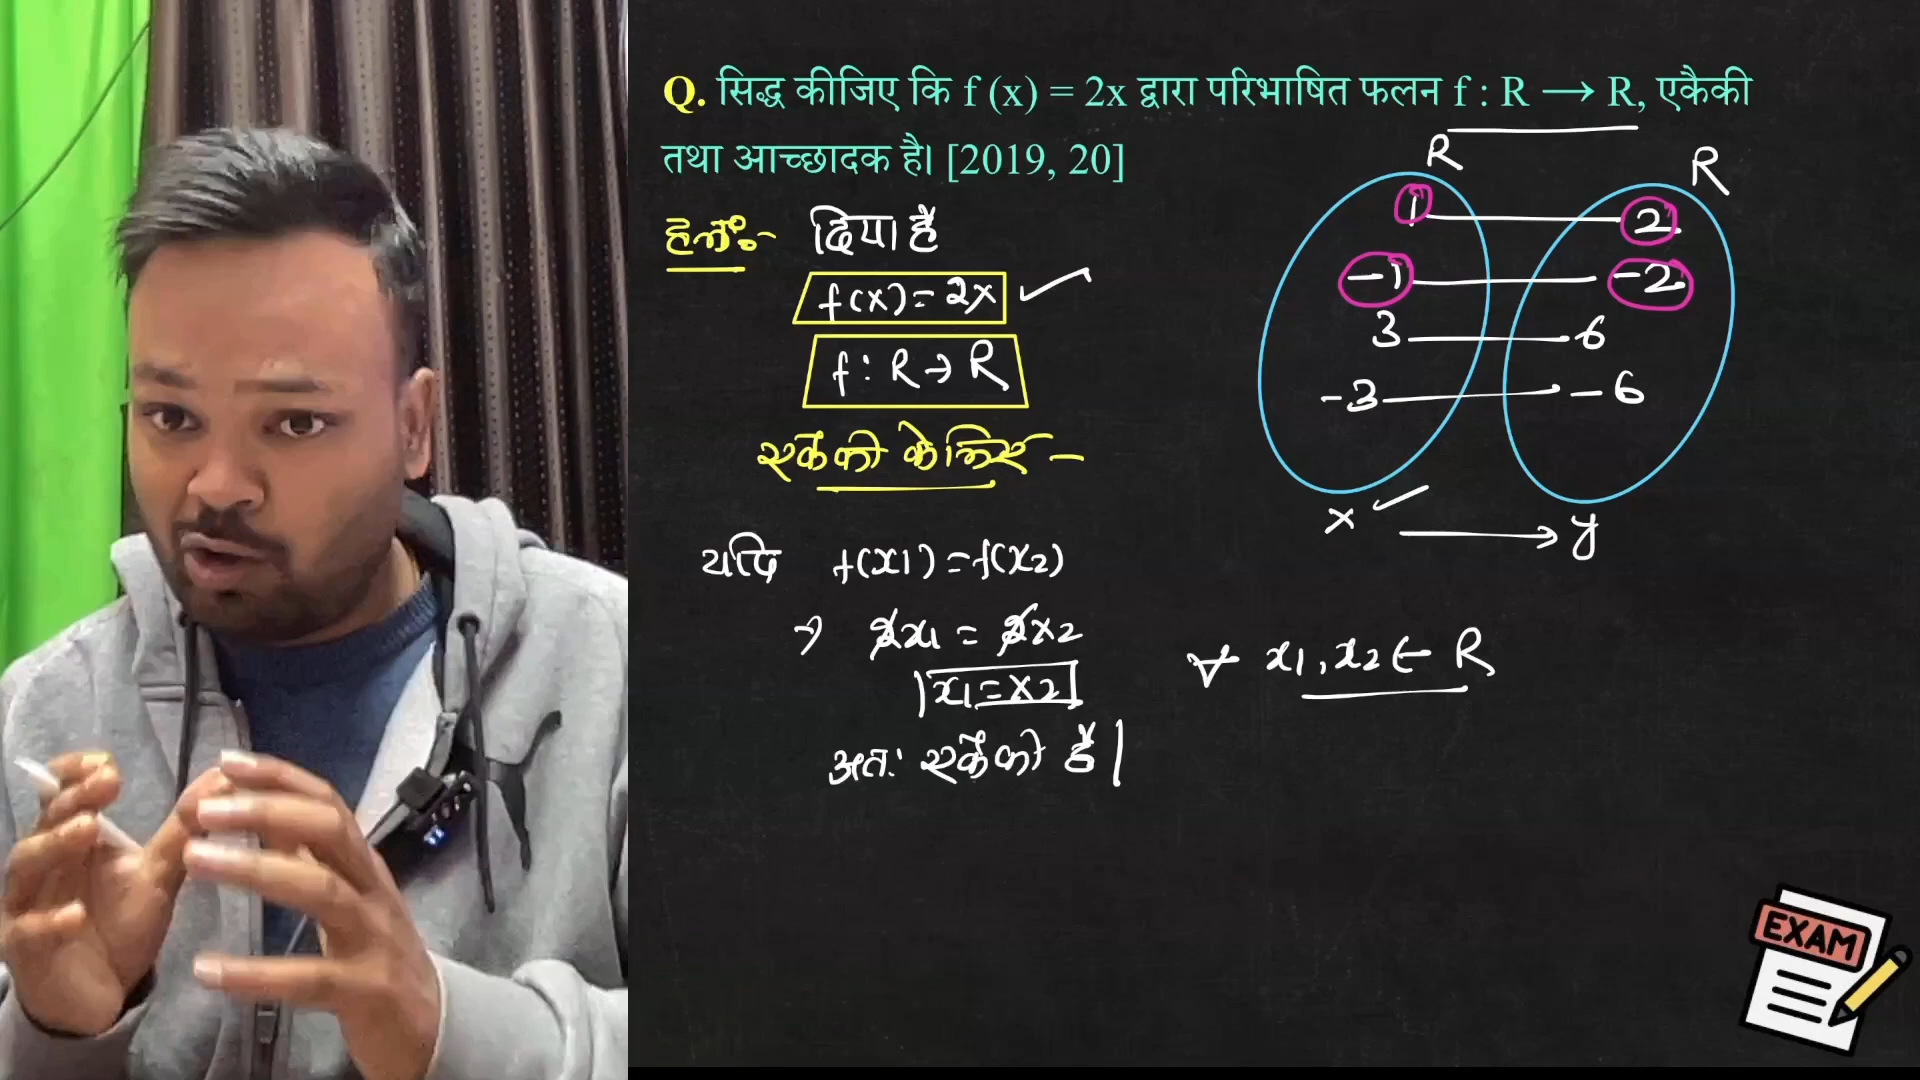 Q. सिद्ध कीजिए कि f (x) = 2x द्वारा परिभाषित फलन f : R → R, एकैकी
तथा आच्छादक है। [2019, 20]
हल:- दिया है
f(x) = 2x ✓
f : R → R
एकैकी के लिए -
यदि f(x1) = f(x2)
→ 2x1 = 2x2
x1 = x2
∀ x1, x2 ∈ R
अतः एकैकी है |
R R
1 2
-1 -2
3 6
-3 -6
x ✓ → y
EXAM